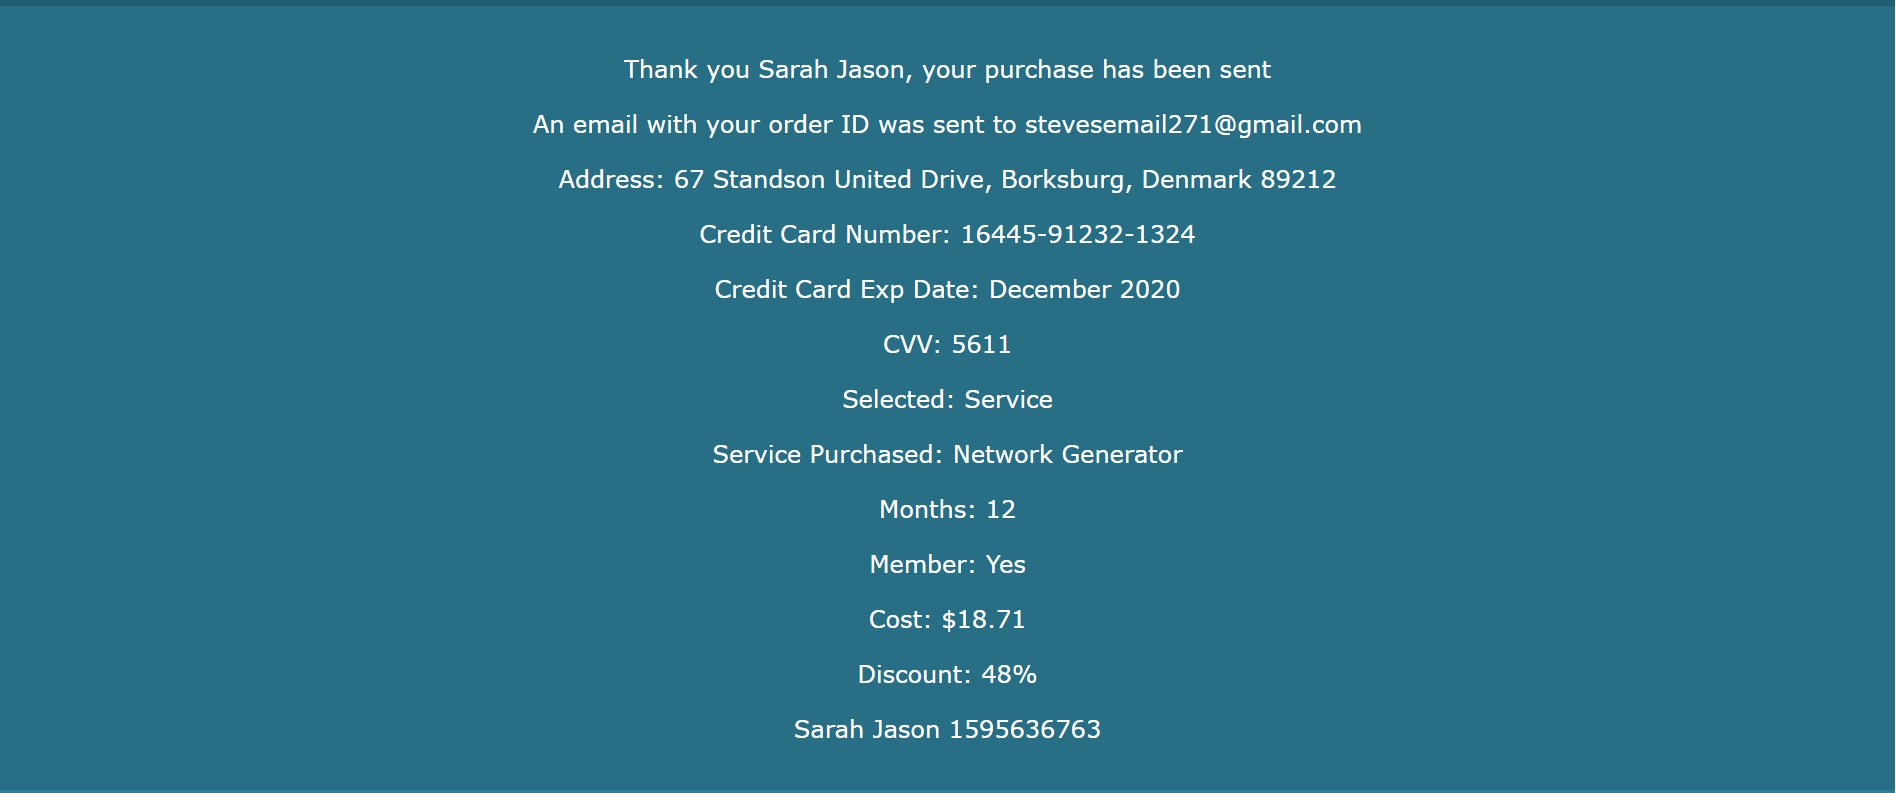 Thank you Sarah Jason, your purchase has been sent
An email with your order ID was sent to stevesemail271@gmail.com
Address: 67 Standson United Drive, Borksburg, Denmark 89212
Credit Card Number: 16445-91232-1324
Credit Card Exp Date: December 2020
CVV: 5611
Selected: Service
Service Purchased: Network Generator
Months: 12
Member: Yes
Cost: $18.71
Discount: 48%
Sarah Jason 1595636763